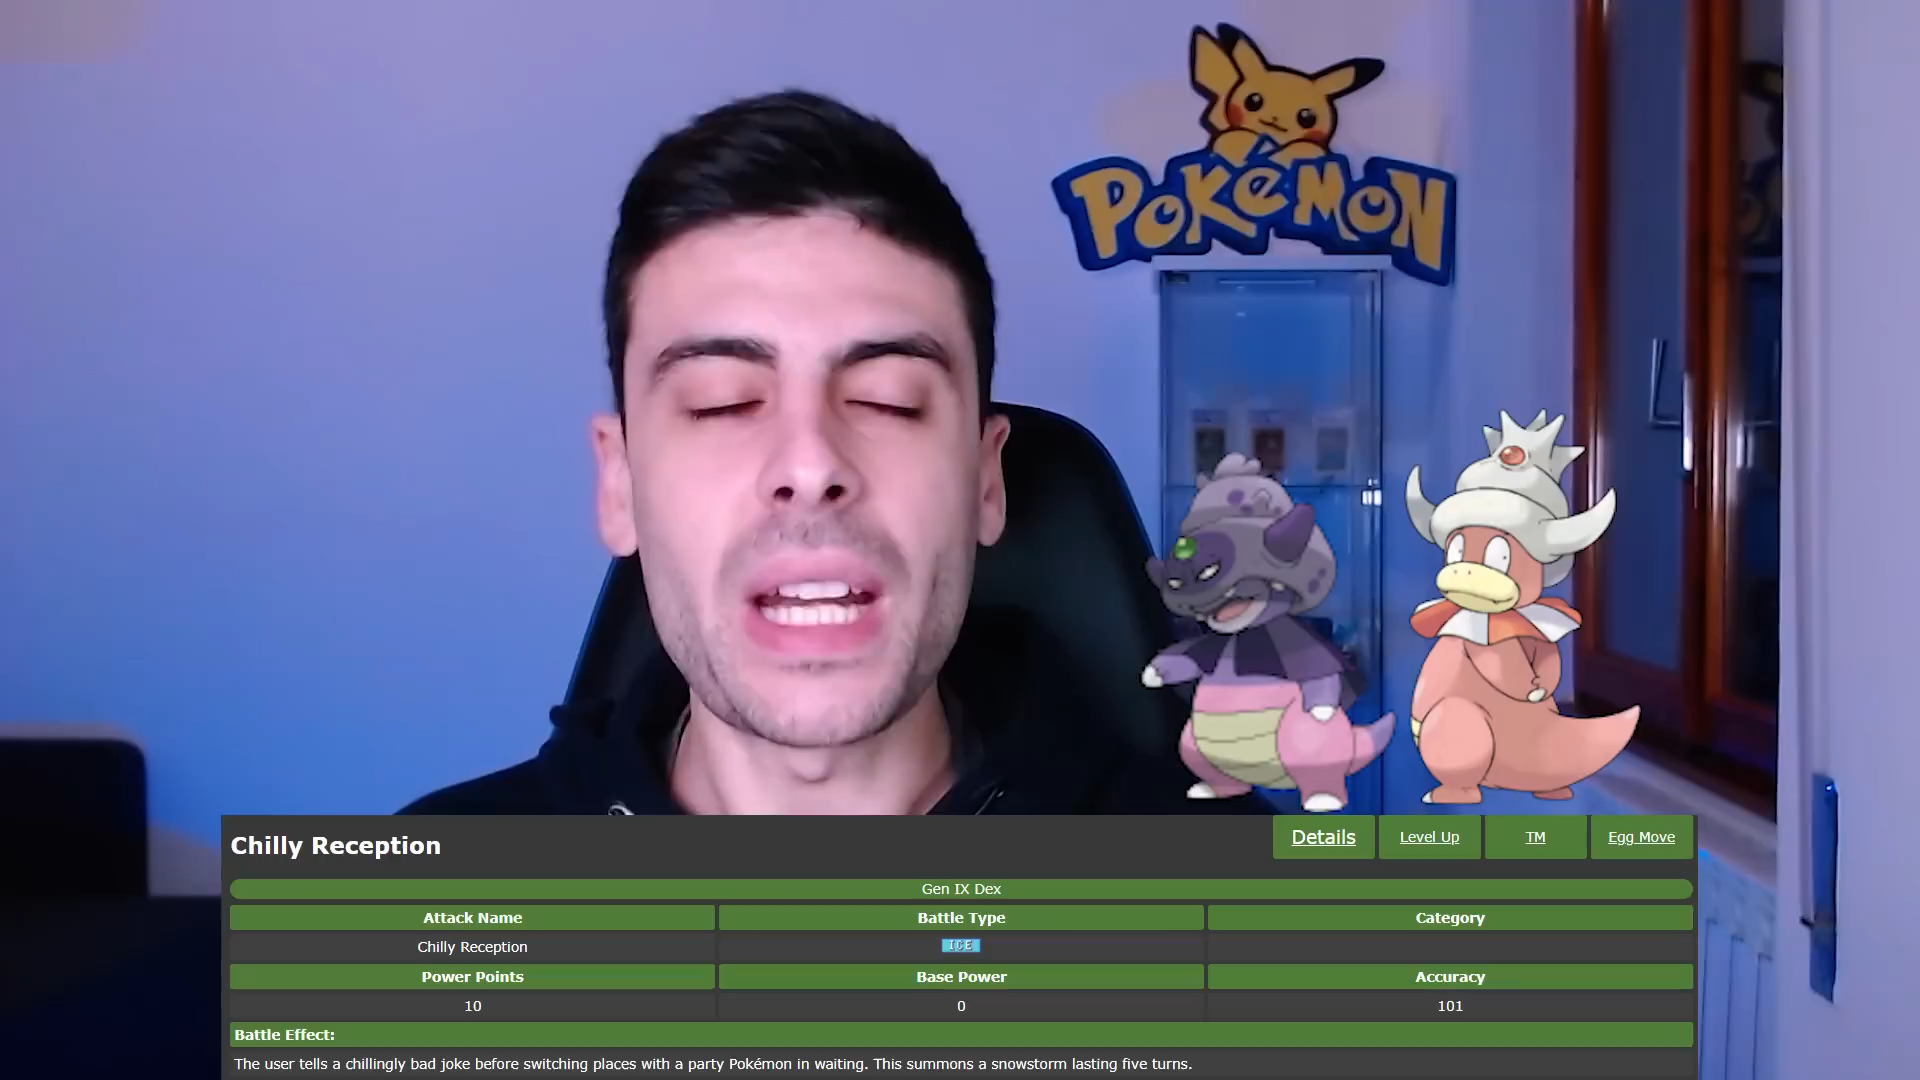 POKéMON
Chilly Reception
Details
Level Up
TM
Egg Move
Gen IX Dex
Attack Name
Battle Type
Category
Chilly Reception
ICE
Power Points
Base Power
Accuracy
10
0
101
Battle Effect:
The user tells a chillingly bad joke before switching places with a party Pokémon in waiting. This summons a snowstorm lasting five turns.